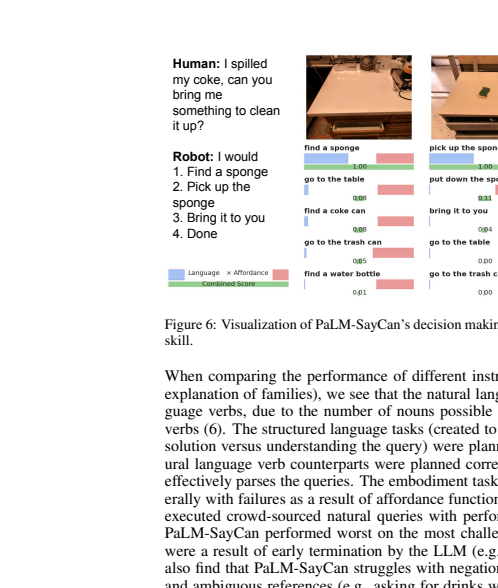 Human: I spilled
my coke, can you
bring me
something to clean
it up?
Robot: I would
1. Find a sponge
2. Pick up the
sponge
3. Bring it to you
4. Done
Language × Affordance
Combined Score
find a sponge
1.00
go to the table
0.08
find a coke can
0.08
go to the trash can
0.05
find a water bottle
0.01
pick up the spon
1.00
put down the spo
0.11
bring it to you
0.04
go to the table
0.00
go to the trash c
0.00
Figure 6: Visualization of PaLM-SayCan's decision makin
skill.
When comparing the performance of different instr
explanation of families), we see that the natural lang
guage verbs, due to the number of nouns possible
verbs (6). The structured language tasks (created to
solution versus understanding the query) were plann
ural language verb counterparts were planned corre
effectively parses the queries. The embodiment task
erally with failures as a result of affordance function
executed crowd-sourced natural queries with perfor
PaLM-SayCan performed worst on the most challe
were a result of early termination by the LLM (e.g.
also find that PaLM-SayCan struggles with negation
and ambiguous references (e.g., asking for drinks w